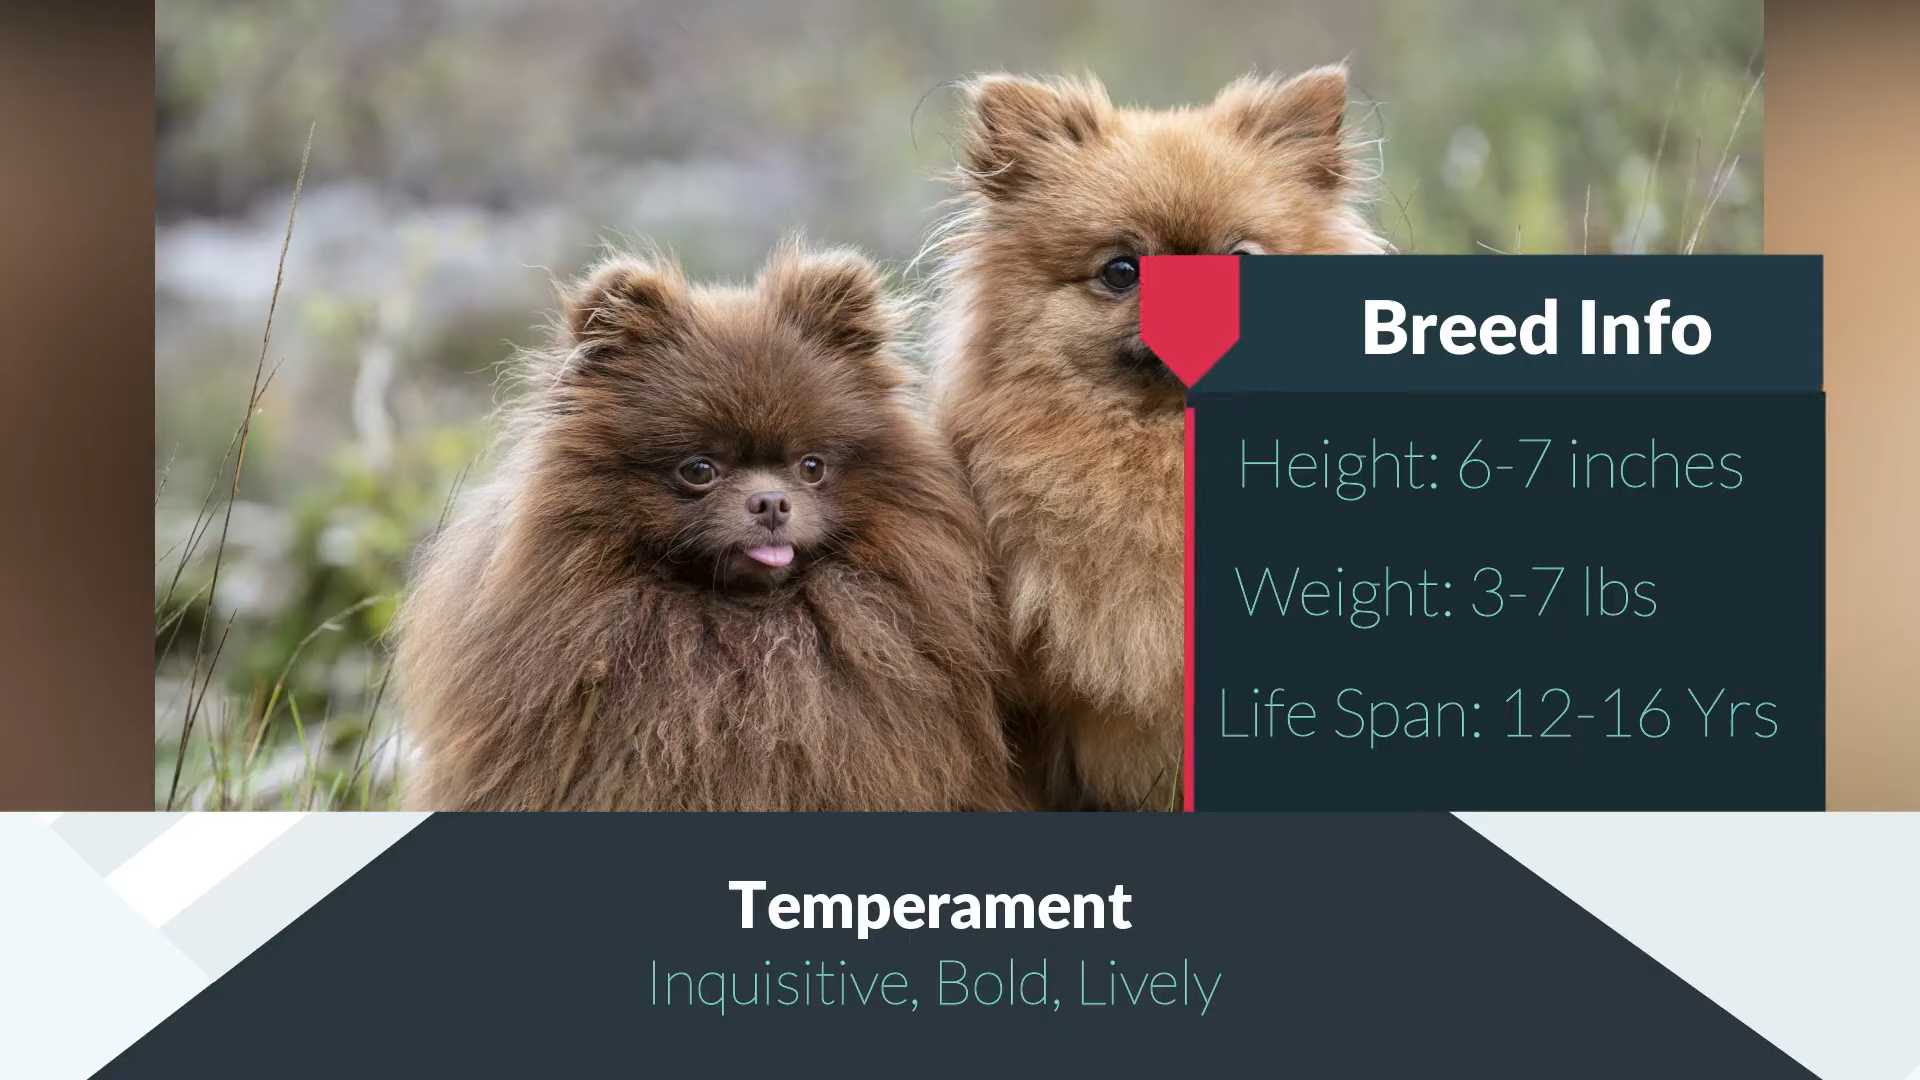 Breed Info
Height: 6-7 inches
Weight: 3-7 lbs
Life Span: 12-16 Yrs
Temperament
Inquisitive, Bold, Lively